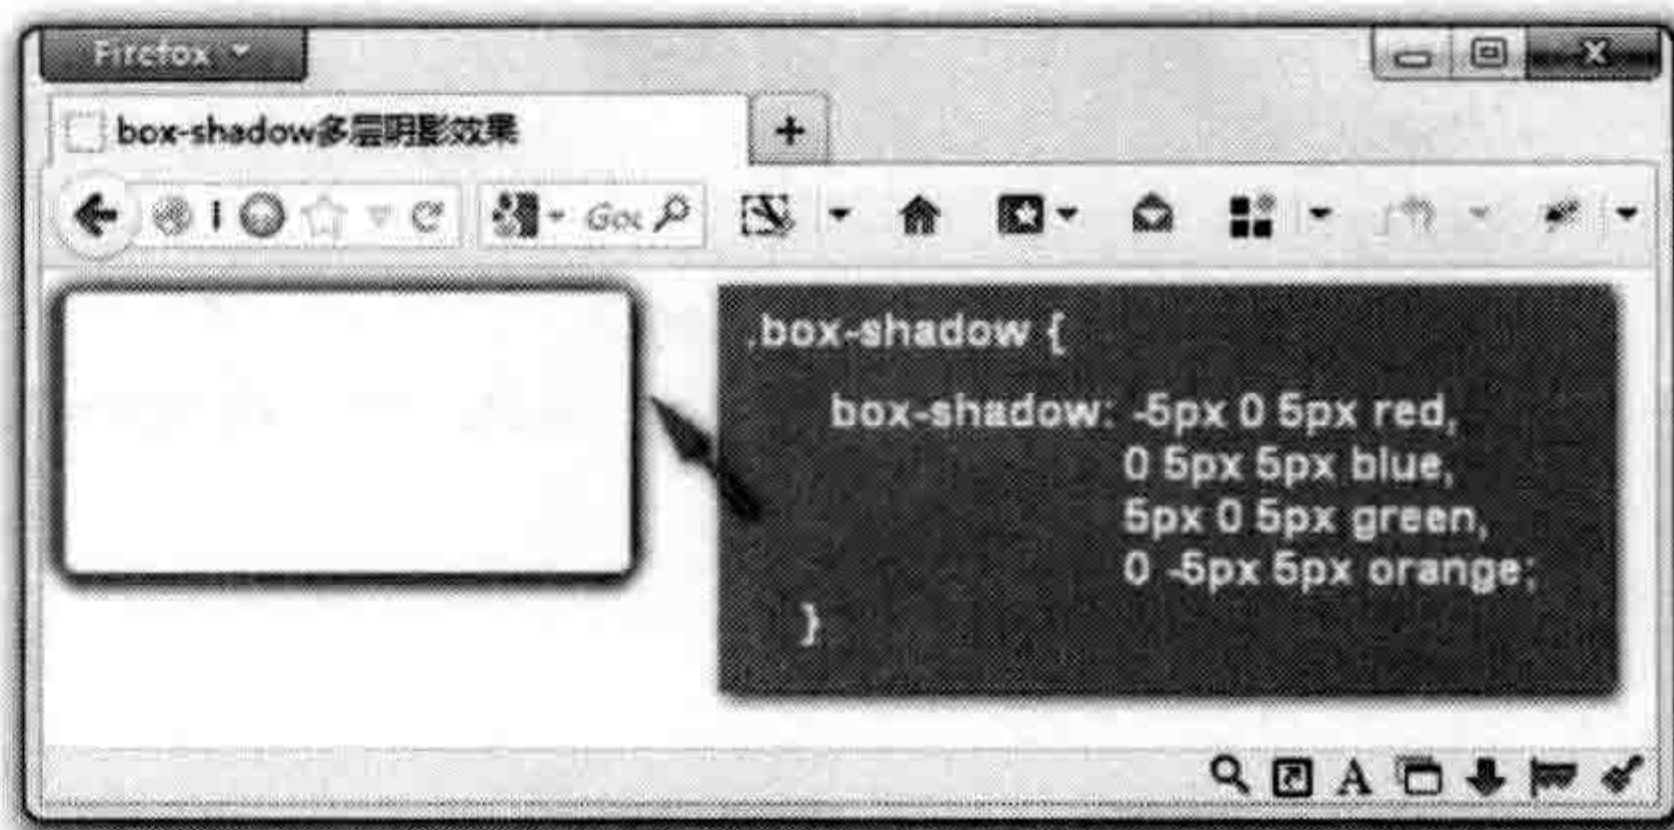 Firefox
box-shadow多层阴影效果
Goc
.box-shadow {
box-shadow: -5px 0 5px red,
0 5px 5px blue,
5px 0 5px green,
0 -5px 5px orange;
}